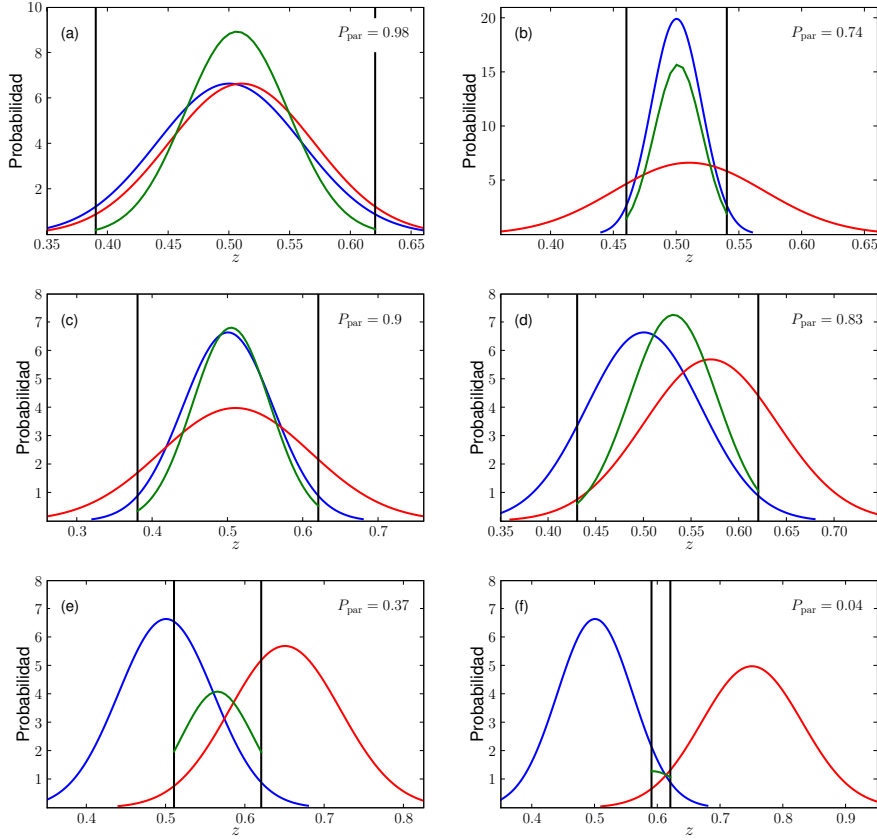 (a)
P_par = 0.98
Probabilidad
10
8
6
4
2
0.35 0.40 0.45 0.50 0.55 0.60 0.65
z
(b)
P_par = 0.74
Probabilidad
20
15
10
5
0.40 0.45 0.50 0.55 0.60 0.65
z
(c)
P_par = 0.9
Probabilidad
8
7
6
5
4
3
2
1
0.3 0.4 0.5 0.6 0.7
z
(d)
P_par = 0.83
Probabilidad
8
7
6
5
4
3
2
1
0.35 0.40 0.45 0.50 0.55 0.60 0.65 0.70
z
(e)
P_par = 0.37
Probabilidad
8
7
6
5
4
3
2
1
0.4 0.5 0.6 0.7 0.8
z
(f)
P_par = 0.04
Probabilidad
8
7
6
5
4
3
2
1
0.4 0.5 0.6 0.7 0.8 0.9
z